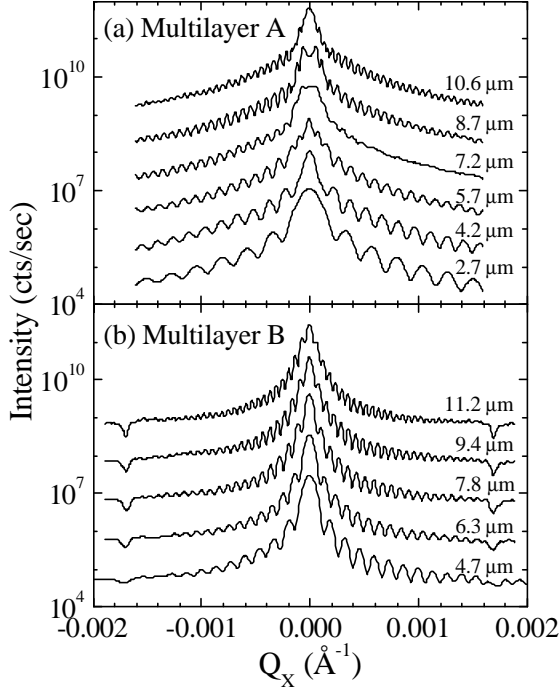 (a) Multilayer A
10^10
10^7
10^4
10.6 μm
8.7 μm
7.2 μm
5.7 μm
4.2 μm
2.7 μm
Intensity (cts/sec)
(b) Multilayer B
10^10
10^7
10^4
11.2 μm
9.4 μm
7.8 μm
6.3 μm
4.7 μm
-0.002 -0.001 0.000 0.001 0.002
Q_X (Å^-1)